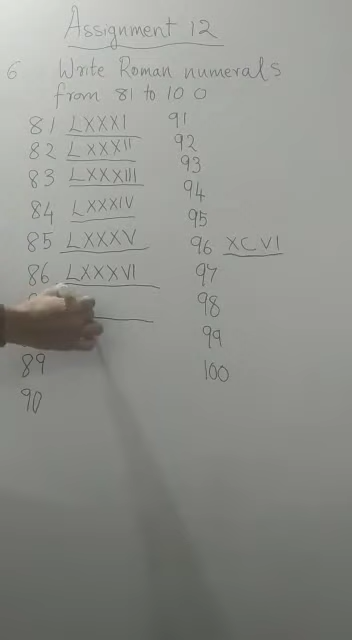 Assignment 12
6 Write Roman numerals
from 81 to 100
81 LXXXI
82 LXXXII
83 LXXXIII
84 LXXXIV
85 LXXXV
86 LXXXVI
89
90
91
92
93
94
95
96 XCVI
97
98
99
100